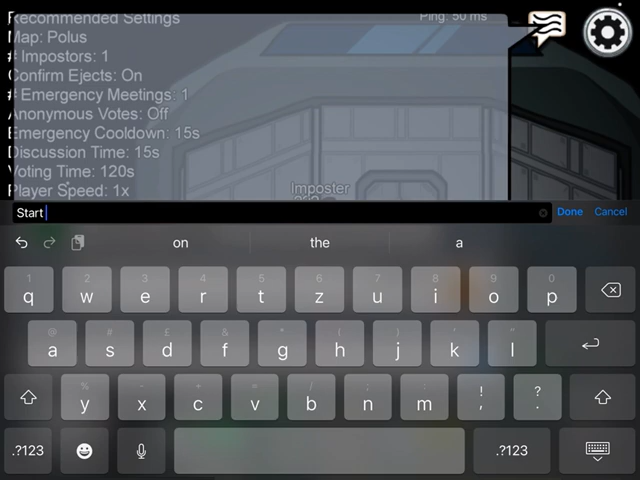 Recommended Settings
Ping: 50 ms
Map: Polus
# Impostors: 1
Confirm Ejects: On
# Emergency Meetings: 1
Anonymous Votes: Off
Emergency Cooldown: 15s
Discussion Time: 15s
Voting Time: 120s
Player Speed: 1x
Imposter
Start
Done
Cancel
on
the
a
1 2 3 4 5 6 7 8 9 0
q w e r t z u i o p
@ # £ & * ( ) ' "
a s d f g h j k l
% - + = / ; : ! ?
y x c v b n m , .
.?123
.?123